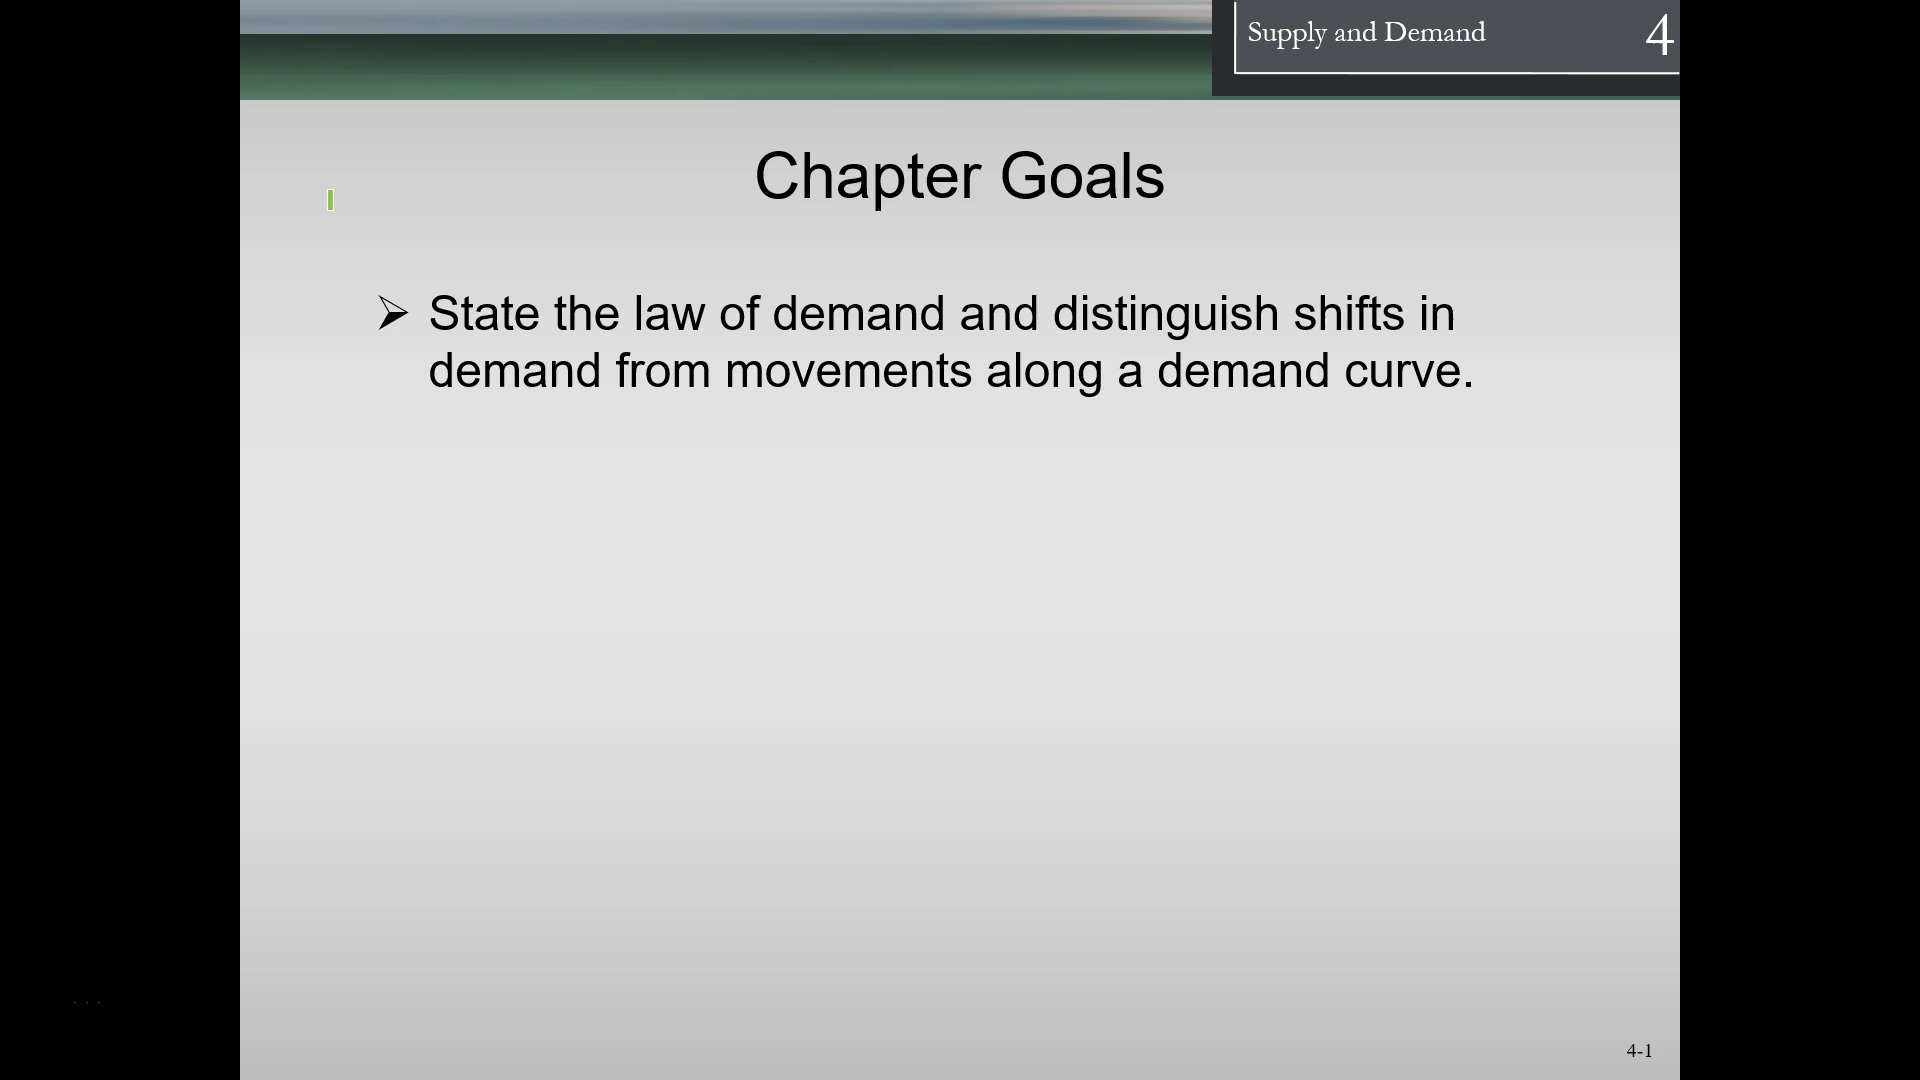 Supply and Demand 4
Chapter Goals
➢ State the law of demand and distinguish shifts in
demand from movements along a demand curve.
4-1